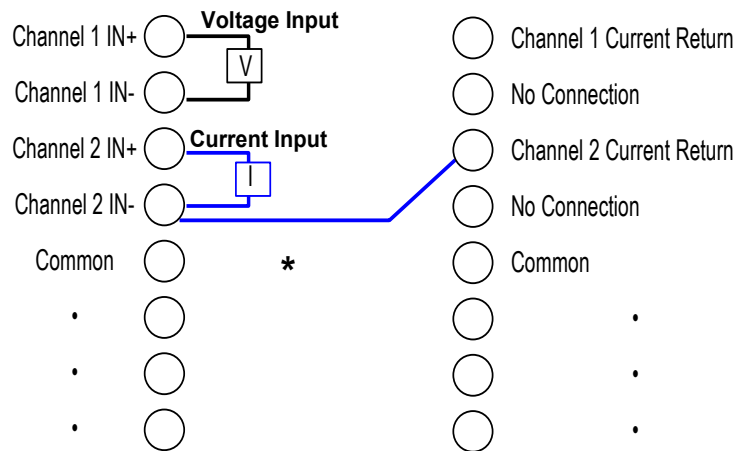 Voltage Input
Channel 1 IN+
V
Channel 1 IN-
Channel 2 IN+
Current Input
I
Channel 2 IN-
Common
•
•
•
*
Channel 1 Current Return
No Connection
Channel 2 Current Return
No Connection
Common
•
•
•